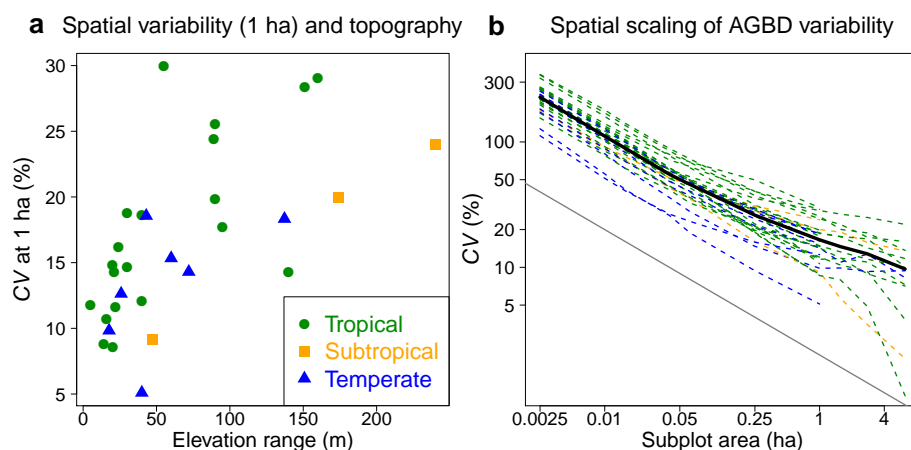 a Spatial variability (1 ha) and topography
CV at 1 ha (%)
30
25
20
15
10
5
Tropical
Subtropical
Temperate
0 50 100 150 200
Elevation range (m)
b Spatial scaling of AGBD variability
CV (%)
300
100
50
20
10
5
0.0025 0.01 0.05 0.25 1 4
Subplot area (ha)